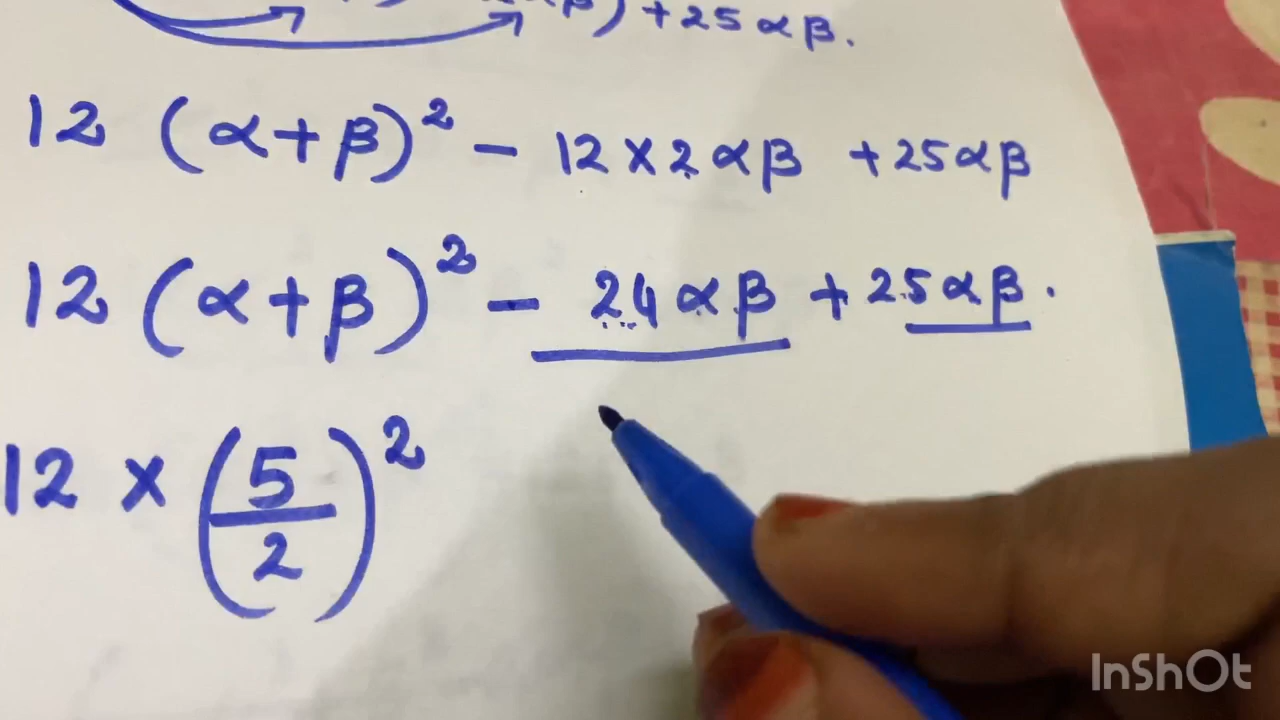 β) + 25αβ.
12 (α+β)² - 12×2αβ +25αβ
12 (α+β)² - 24αβ + 25αβ.
12 × (5/2)²
InShOt